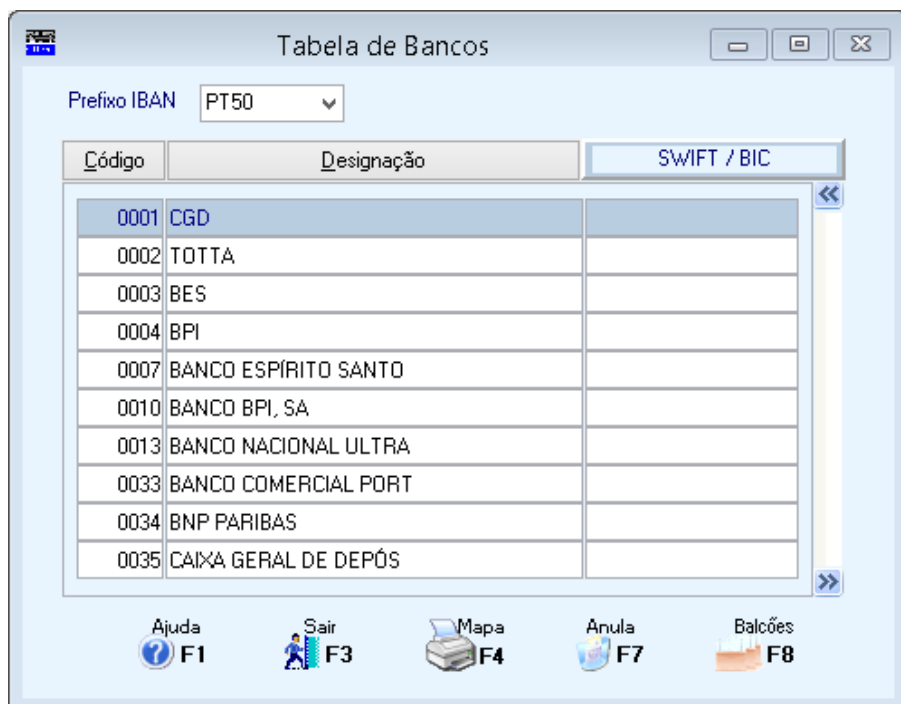 Tabela de Bancos
Prefixo IBAN PT50
Código Designação SWIFT / BIC
0001 CGD
0002 TOTTA
0003 BES
0004 BPI
0007 BANCO ESPÍRITO SANTO
0010 BANCO BPI, SA
0013 BANCO NACIONAL ULTRA
0033 BANCO COMERCIAL PORT
0034 BNP PARIBAS
0035 CAIXA GERAL DE DEPÓS
Ajuda Sair Mapa Anula Balcões
F1 F3 F4 F7 F8